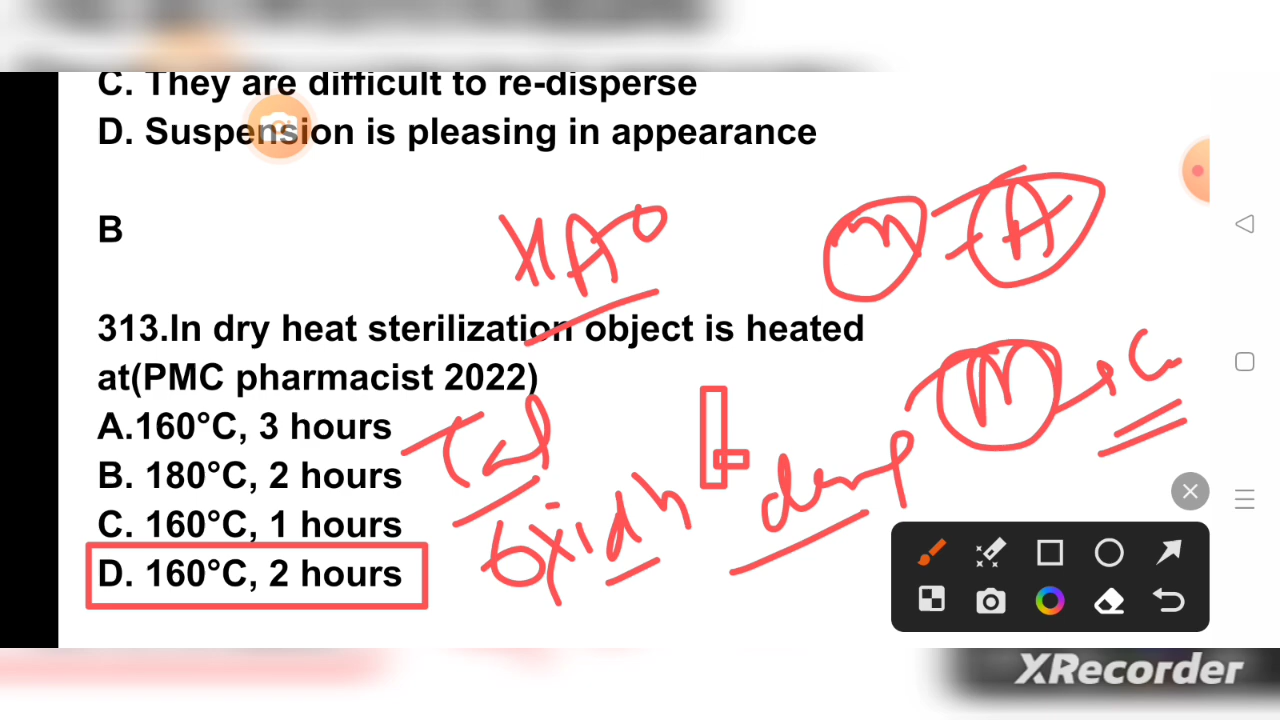 C. They are difficult to re-disperse
D. Suspension is pleasing in appearance
B
HAO
M
A
313.In dry heat sterilization object is heated
at(PMC pharmacist 2022)
A.160°C, 3 hours
B. 180°C, 2 hours
C. 160°C, 1 hours
D. 160°C, 2 hours
XRecorder